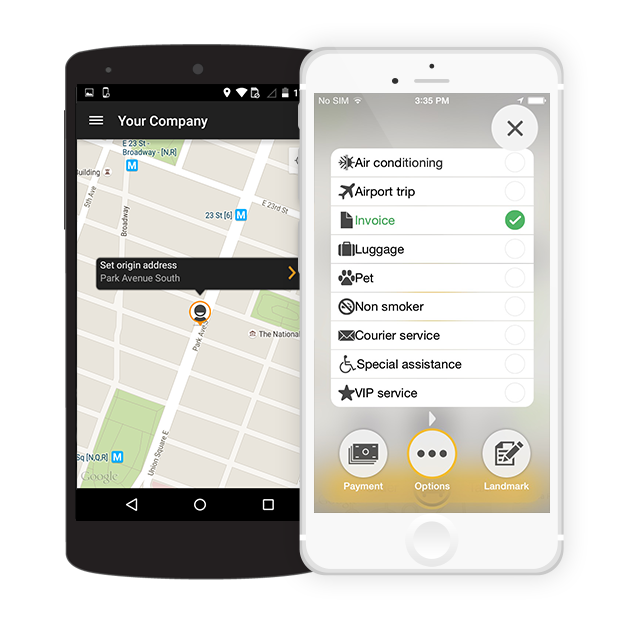 Your Company
E 23 St -
Broadway - [N,R]
M
Building
5th Ave
Broadway
E 23rd St
23 St [6] M
Set origin address
Park Avenue South
Park Ave S
The National
Union Square E
Sq [N,Q,R] M
Google
No SIM 3:35 PM
Air conditioning
Airport trip
Invoice
Luggage
Pet
Non smoker
Courier service
Special assistance
VIP service
Payment Options Landmark